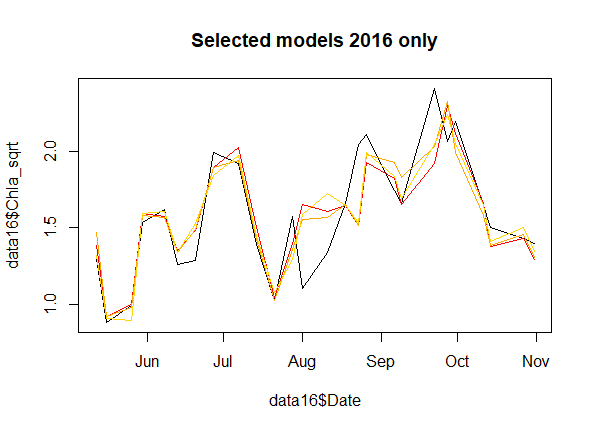 Selected models 2016 only
data16$Chla_sqrt
2.0
1.5
1.0
Jun Jul Aug Sep Oct Nov
data16$Date